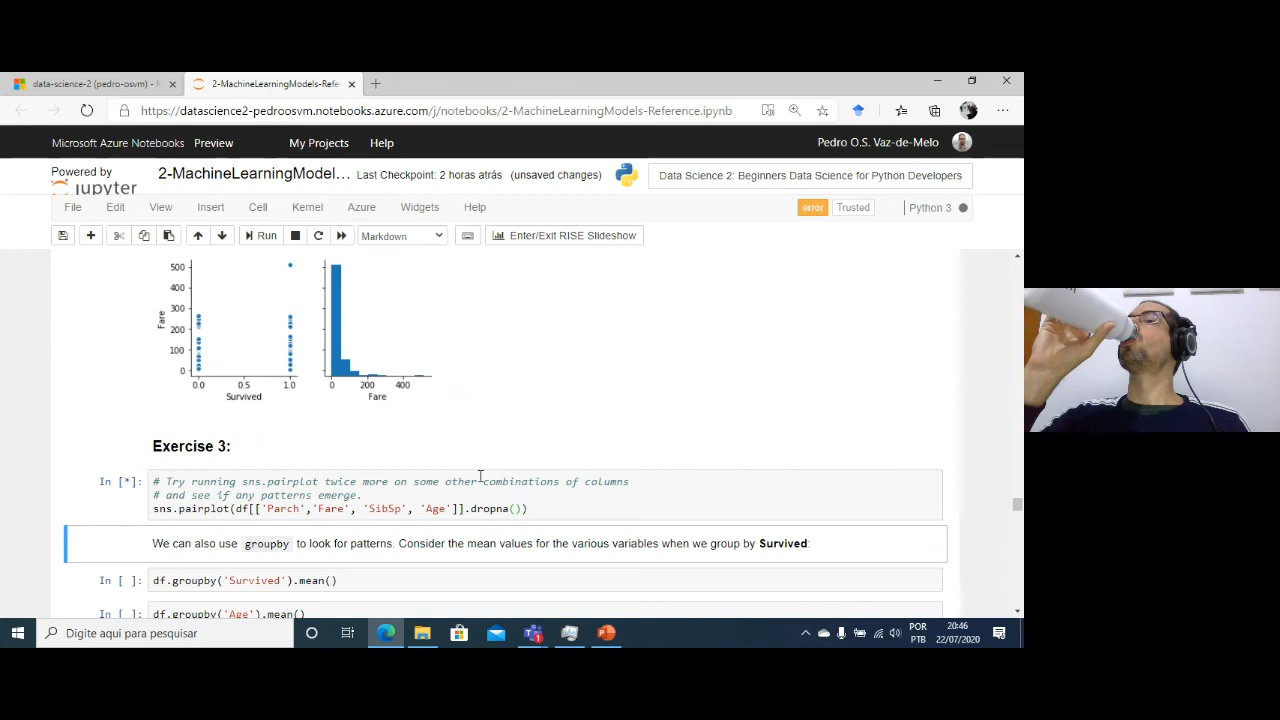 data-science-2 (pedro-osvm) - N
2-MachineLearningModels-Refere
https://datascience2-pedroosvm.notebooks.azure.com/j/notebooks/2-MachineLearningModels-Reference.ipynb
Microsoft Azure Notebooks Preview My Projects Help Pedro O.S. Vaz-de-Melo
Powered by jupyter
2-MachineLearningModel... Last Checkpoint: 2 horas atrás (unsaved changes) Data Science 2: Beginners Data Science for Python Developers
File Edit View Insert Cell Kernel Azure Widgets Help error Trusted Python 3
Run Markdown Enter/Exit RISE Slideshow
500
400
300
200
100
0
Fare
0.0 0.5 1.0 0 200 400
Survived Fare
Exercise 3:
In [*]: # Try running sns.pairplot twice more on some other combinations of columns
# and see if any patterns emerge.
sns.pairplot(df[['Parch','Fare', 'SibSp', 'Age']].dropna())
We can also use groupby to look for patterns. Consider the mean values for the various variables when we group by Survived:
In [ ]: df.groupby('Survived').mean()
In [ ]: df.groupby('Age').mean()
Digite aqui para pesquisar
1
POR
PTB
20:46
22/07/2020